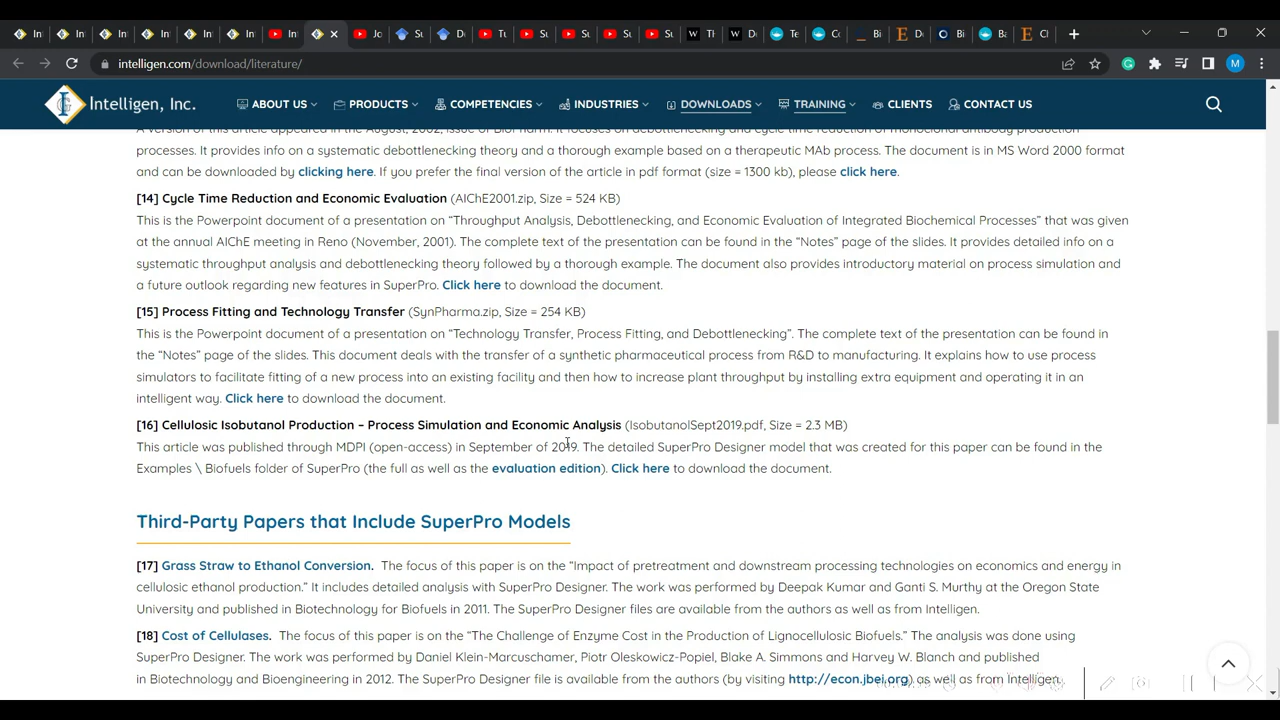 In
In
In
In
In
In
In
Jo
Su
D
Tu
Su
Su
Su
Su
Tl
D
Te
Co
Bi
D
Bi
Ba
Cl
intelligen.com/download/literature/
M
Intelligen, Inc.
ABOUT US
PRODUCTS
COMPETENCIES
INDUSTRIES
DOWNLOADS
TRAINING
CLIENTS
CONTACT US
A version of this article appeared in the August, 2002, issue of BioPharm. It focuses on debottlenecking and cycle time reduction of monoclonal antibody production
processes. It provides info on a systematic debottlenecking theory and a thorough example based on a therapeutic MAb process. The document is in MS Word 2000 format
and can be downloaded by clicking here. If you prefer the final version of the article in pdf format (size = 1300 kb), please click here.
[14] Cycle Time Reduction and Economic Evaluation (AIChE2001.zip, Size = 524 KB)
This is the Powerpoint document of a presentation on “Throughput Analysis, Debottlenecking, and Economic Evaluation of Integrated Biochemical Processes” that was given
at the annual AIChE meeting in Reno (November, 2001). The complete text of the presentation can be found in the “Notes” page of the slides. It provides detailed info on a
systematic throughput analysis and debottlenecking theory followed by a thorough example. The document also provides introductory material on process simulation and
a future outlook regarding new features in SuperPro. Click here to download the document.
[15] Process Fitting and Technology Transfer (SynPharma.zip, Size = 254 KB)
This is the Powerpoint document of a presentation on “Technology Transfer, Process Fitting, and Debottlenecking”. The complete text of the presentation can be found in
the “Notes” page of the slides. This document deals with the transfer of a synthetic pharmaceutical process from R&D to manufacturing. It explains how to use process
simulators to facilitate fitting of a new process into an existing facility and then how to increase plant throughput by installing extra equipment and operating it in an
intelligent way. Click here to download the document.
[16] Cellulosic Isobutanol Production – Process Simulation and Economic Analysis (IsobutanolSept2019.pdf, Size = 2.3 MB)
This article was published through MDPI (open-access) in September of 2019. The detailed SuperPro Designer model that was created for this paper can be found in the
Examples \ Biofuels folder of SuperPro (the full as well as the evaluation edition). Click here to download the document.
Third-Party Papers that Include SuperPro Models
[17] Grass Straw to Ethanol Conversion. The focus of this paper is on the “Impact of pretreatment and downstream processing technologies on economics and energy in
cellulosic ethanol production.” It includes detailed analysis with SuperPro Designer. The work was performed by Deepak Kumar and Ganti S. Murthy at the Oregon State
University and published in Biotechnology for Biofuels in 2011. The SuperPro Designer files are available from the authors as well as from Intelligen.
[18] Cost of Cellulases. The focus of this paper is on the “The Challenge of Enzyme Cost in the Production of Lignocellulosic Biofuels.” The analysis was done using
SuperPro Designer. The work was performed by Daniel Klein-Marcuschamer, Piotr Oleskowicz-Popiel, Blake A. Simmons and Harvey W. Blanch and published
in Biotechnology and Bioengineering in 2012. The SuperPro Designer file is available from the authors (by visiting http://econ.jbei.org) as well as from Intelligen.